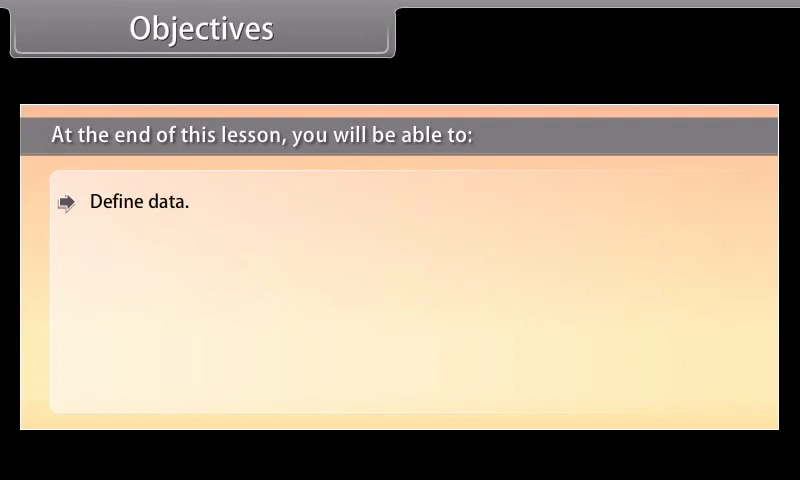 Objectives
At the end of this lesson, you will be able to:
Define data.